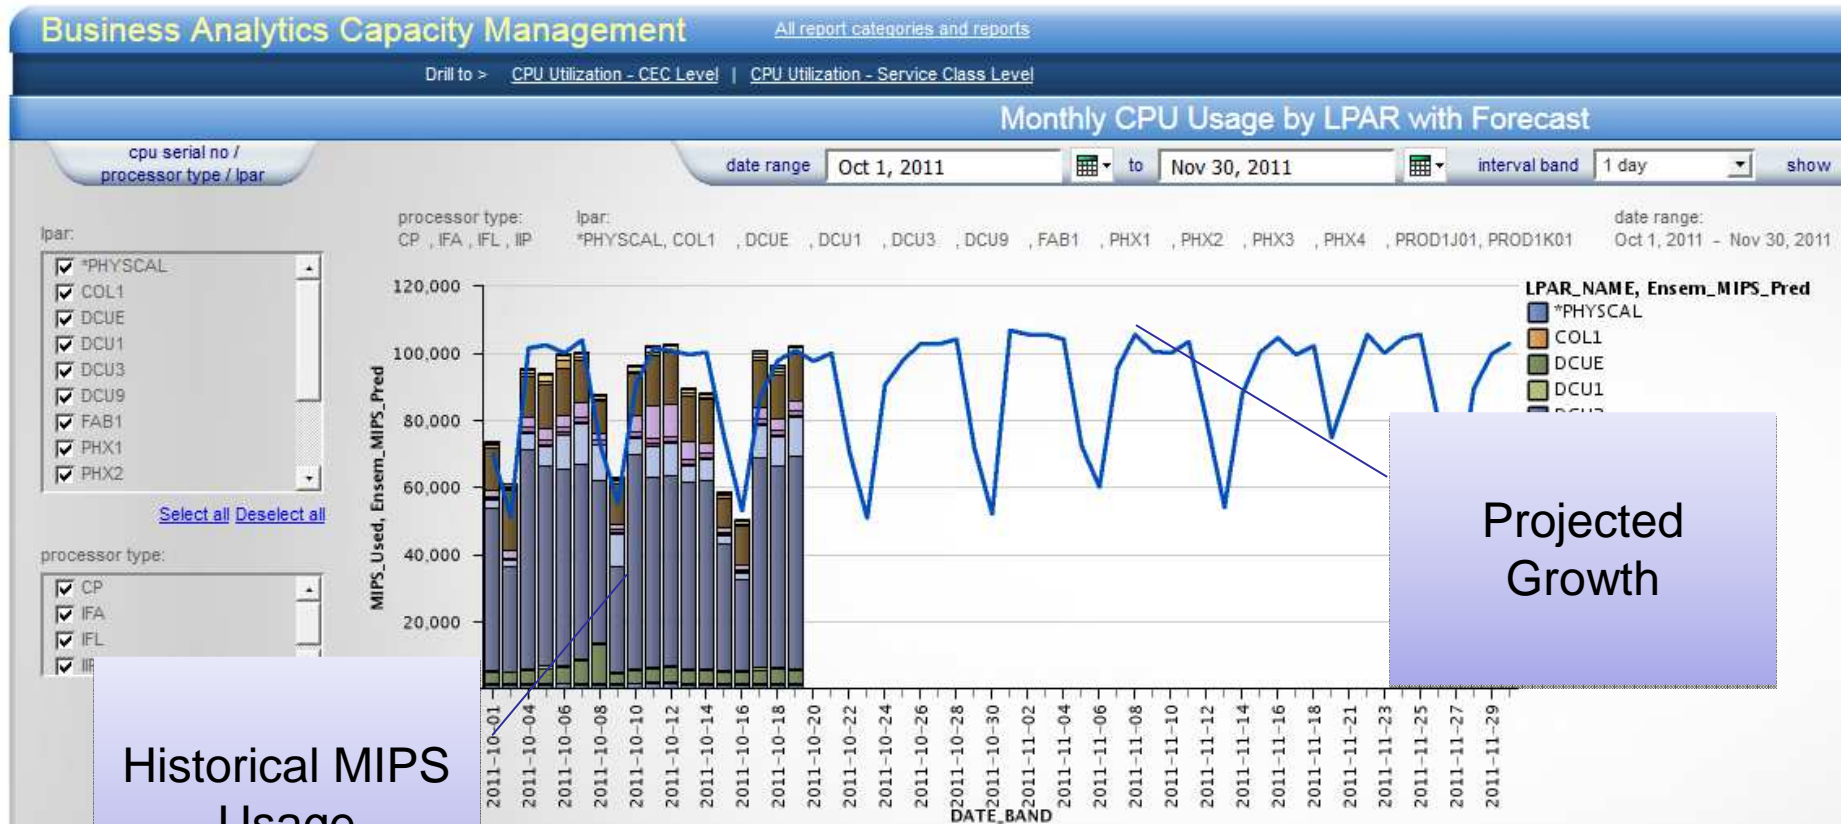 Business Analytics Capacity Management
All report categories and reports
Drill to > CPU Utilization - CEC Level | CPU Utilization - Service Class Level
Monthly CPU Usage by LPAR with Forecast
cpu serial no /
processor type / lpar
date range Oct 1, 2011 to Nov 30, 2011 interval band 1 day show
lpar:
*PHYSCAL
COL1
DCUE
DCU1
DCU3
DCU9
FAB1
PHX1
PHX2
Select all Deselect all
processor type:
CP
IFA
IFL
processor type:
CP , IFA , IFL , IIP
lpar:
*PHYSCAL, COL1 , DCUE , DCU1 , DCU3 , DCU9 , FAB1 , PHX1 , PHX2 , PHX3 , PHX4 , PROD1J01, PROD1K01
date range:
Oct 1, 2011 - Nov 30, 2011
120,000
100,000
80,000
60,000
40,000
20,000
MIPS_Used, Ensem_MIPS_Pred
LPAR_NAME, Ensem_MIPS_Pred
*PHYSCAL
COL1
DCUE
DCU1
Projected
Growth
Historical MIPS
Usage
2011-10-01
2011-10-04
2011-10-06
2011-10-08
2011-10-10
2011-10-12
2011-10-14
2011-10-16
2011-10-18
2011-10-20
2011-10-22
2011-10-24
2011-10-26
2011-10-28
2011-10-30
2011-11-02
2011-11-04
2011-11-06
2011-11-08
2011-11-10
2011-11-12
2011-11-14
2011-11-16
2011-11-18
2011-11-21
2011-11-23
2011-11-25
2011-11-27
2011-11-29
DATE_BAND